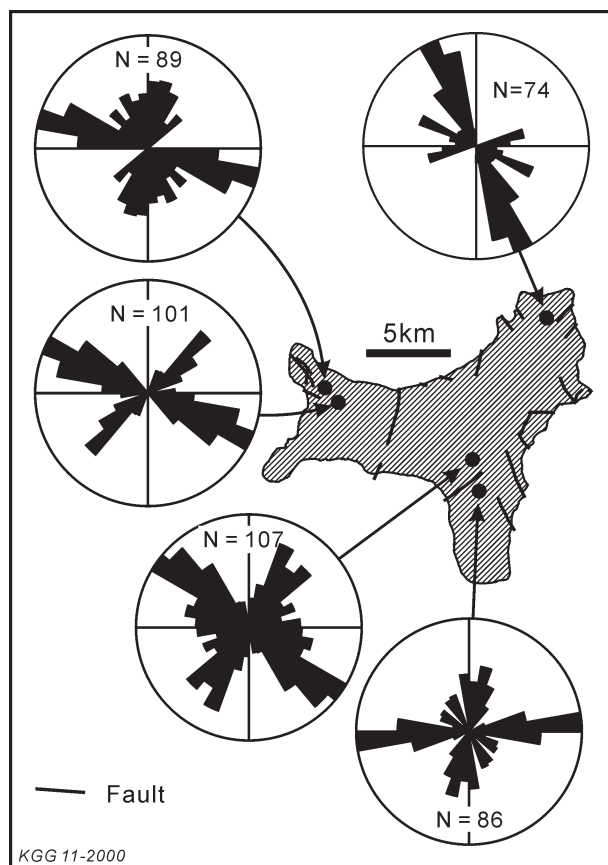 N = 89
N=74
N = 101
5km
N = 107
N = 86
Fault
KGG 11-2000